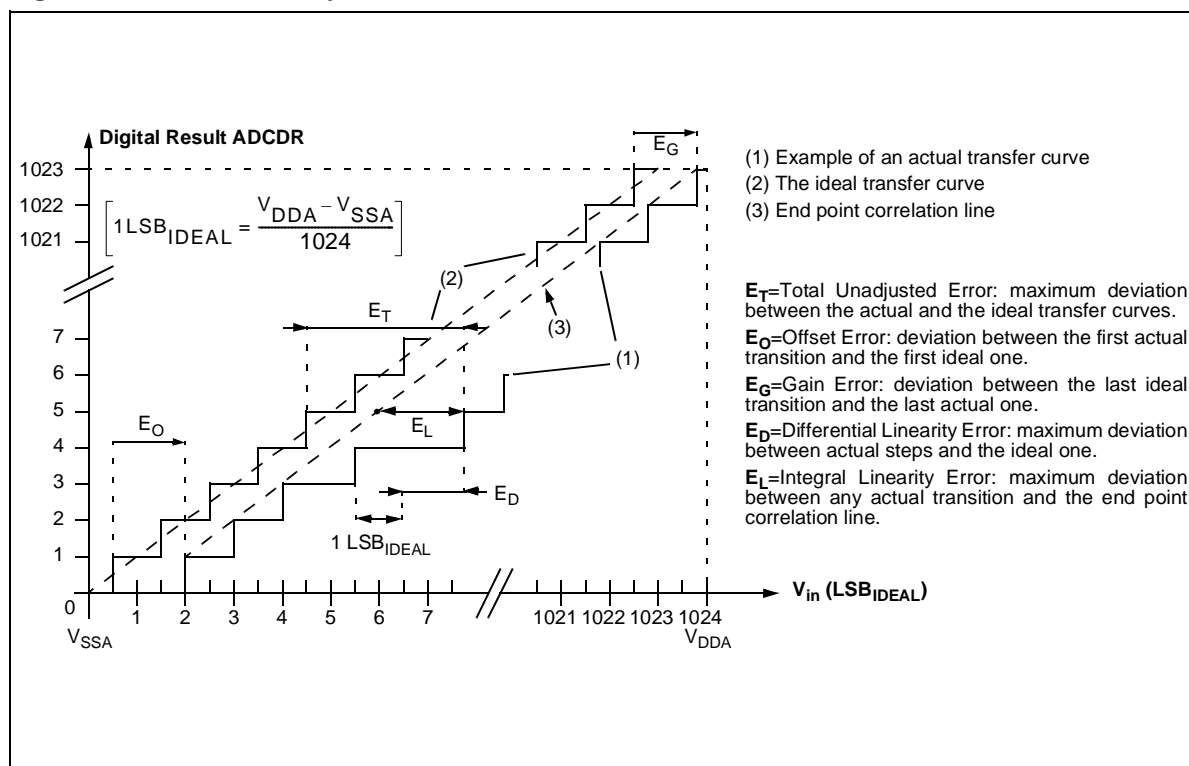 Digital Result ADCDR
1023
1022
1021
7
6
5
4
3
2
1
0
V_SSA
1 2 3 4 5 6 7 1021 1022 1023 1024
V_DDA
V_in (LSB_IDEAL)
[1LSB_IDEAL = (V_DDA – V_SSA) / 1024]
E_G
(2)
E_T
(3)
(1)
E_O
E_L
E_D
1 LSB_IDEAL
(1) Example of an actual transfer curve
(2) The ideal transfer curve
(3) End point correlation line
E_T=Total Unadjusted Error: maximum deviation
between the actual and the ideal transfer curves.
E_O=Offset Error: deviation between the first actual
transition and the first ideal one.
E_G=Gain Error: deviation between the last ideal
transition and the last actual one.
E_D=Differential Linearity Error: maximum deviation
between actual steps and the ideal one.
E_L=Integral Linearity Error: maximum deviation
between any actual transition and the end point
correlation line.